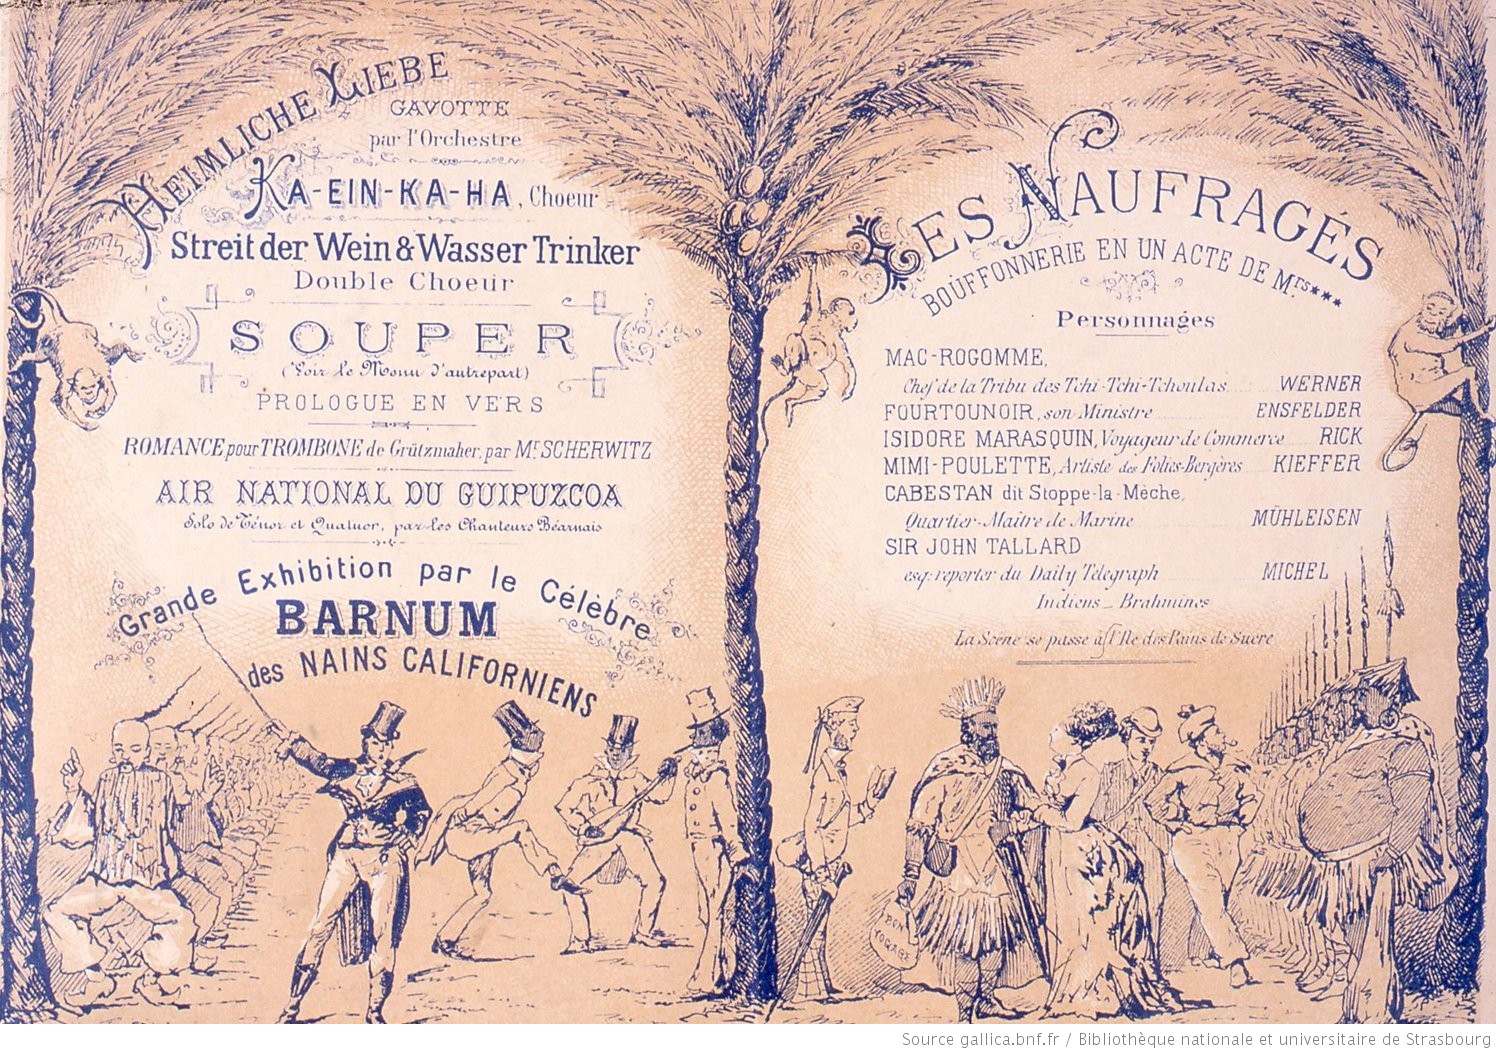 HEIMLICHE LIEBE
GAVOTTE
par l'Orchestre
KA-EIN-KA-HA, Choeur
Streit der Wein & Wasser Trinker
Double Choeur
SOUPER
(Voir le Menu d'autrepart)
PROLOGUE EN VERS
ROMANCE pour TROMBONE de Grützmaher, par Mr. SCHERWITZ
AIR NATIONAL DU GUIPUZCOA
Solo de Ténor et Quatuor, par les Chanteurs Béarnais
Grande Exhibition par le Célèbre
BARNUM
des NAINS CALIFORNIENS
LES NAUFRAGÉS
BOUFFONNERIE EN UN ACTE DE Mrs ***
Personnages
MAC-ROGOMME,
Chef de la Tribu des Tchi-Tchi-Tchoulas WERNER
FOURTOUNOIR, son Ministre ENSFELDER
ISIDORE MARASQUIN, Voyageur de Commerce RICK
MIMI-POULETTE, Artiste des Folies-Bergères KIEFFER
CABESTAN dit Stoppe-la-Mèche,
Quartier-Maître de Marine MÜHLEISEN
SIR JOHN TALLARD
esq: reporter du Daily Telegraph MICHEL
Indiens _ Brahmines
La Scène se passe à l'Ile des Pains de Sucre
BEN
Source gallica.bnf.fr / Bibliothèque nationale et universitaire de Strasbourg